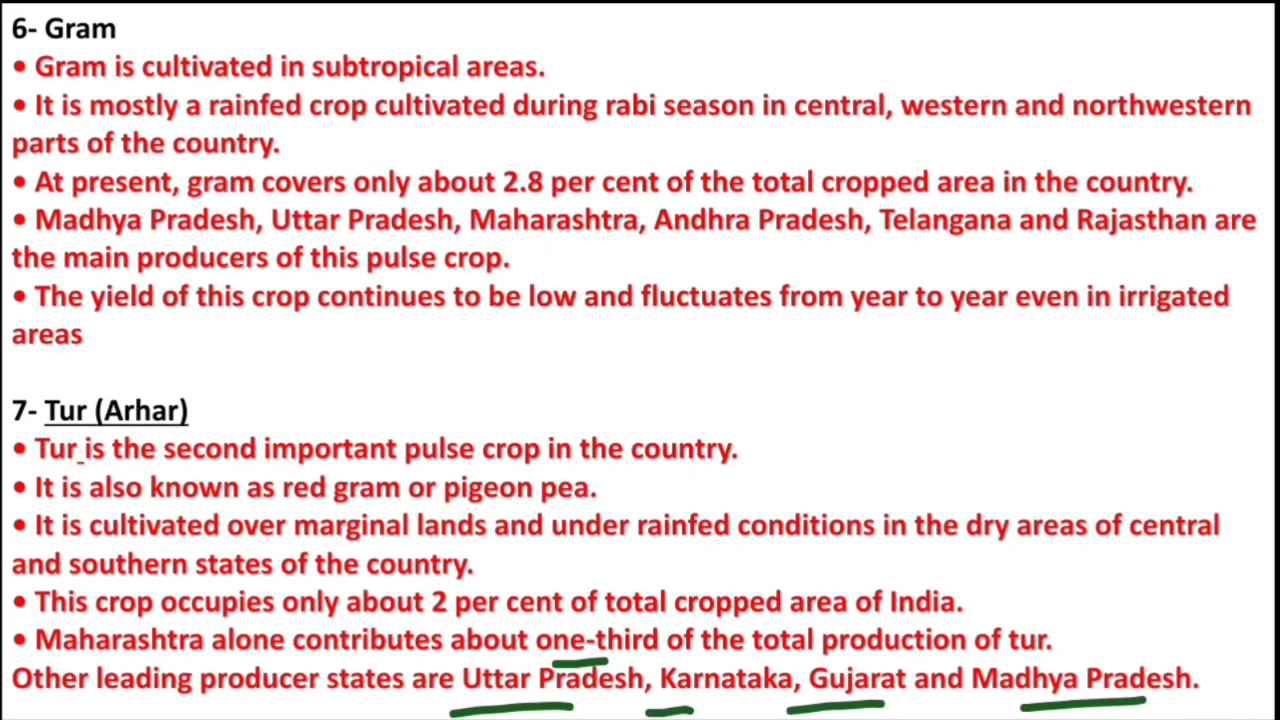 6- Gram
• Gram is cultivated in subtropical areas.
• It is mostly a rainfed crop cultivated during rabi season in central, western and northwestern
parts of the country.
• At present, gram covers only about 2.8 per cent of the total cropped area in the country.
• Madhya Pradesh, Uttar Pradesh, Maharashtra, Andhra Pradesh, Telangana and Rajasthan are
the main producers of this pulse crop.
• The yield of this crop continues to be low and fluctuates from year to year even in irrigated
areas
7- Tur (Arhar)
• Tur is the second important pulse crop in the country.
• It is also known as red gram or pigeon pea.
• It is cultivated over marginal lands and under rainfed conditions in the dry areas of central
and southern states of the country.
• This crop occupies only about 2 per cent of total cropped area of India.
• Maharashtra alone contributes about one-third of the total production of tur.
Other leading producer states are Uttar Pradesh, Karnataka, Gujarat and Madhya Pradesh.